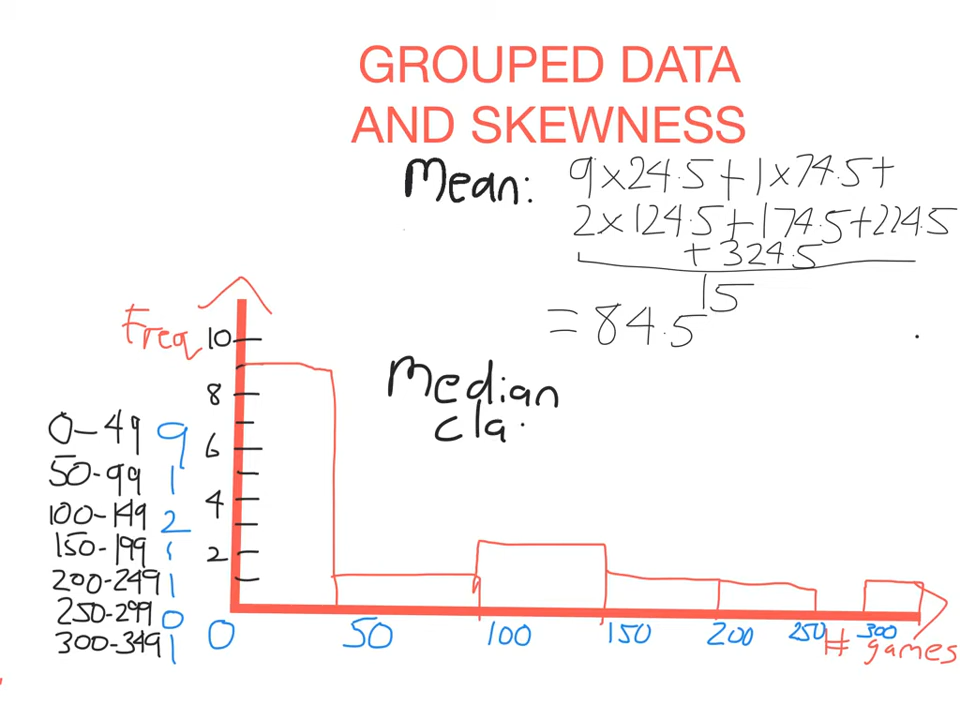 GROUPED DATA
AND SKEWNESS
Mean: 9×24.5+1×74.5+
2×124.5+174.5+224.5
+324.5
15
=84.5
Median
cla
Freq
10
8
6
4
2
0-49 9
50-99 1
100-149 2
150-199 1
200-249 1
250-299 0
300-349 1
0 50 100 150 200 250 300
# games